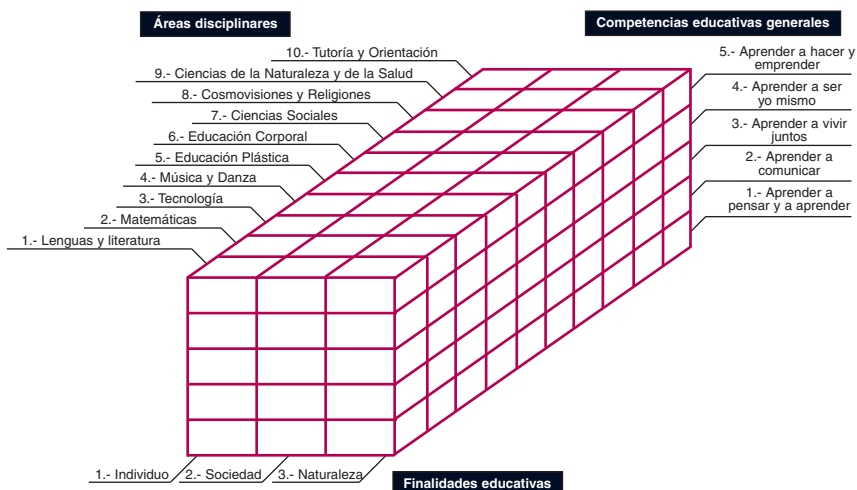 Áreas disciplinares
Competencias educativas generales
10.- Tutoría y Orientación
9.- Ciencias de la Naturaleza y de la Salud
8.- Cosmovisiones y Religiones
7.- Ciencias Sociales
6.- Educación Corporal
5.- Educación Plástica
4.- Música y Danza
3.- Tecnología
2.- Matemáticas
1.- Lenguas y literatura
5.- Aprender a hacer y
emprender
4.- Aprender a ser
yo mismo
3.- Aprender a vivir
juntos
2.- Aprender a
comunicar
1.- Aprender a
pensar y a aprender
1.- Individuo
2.- Sociedad
3.- Naturaleza
Finalidades educativas